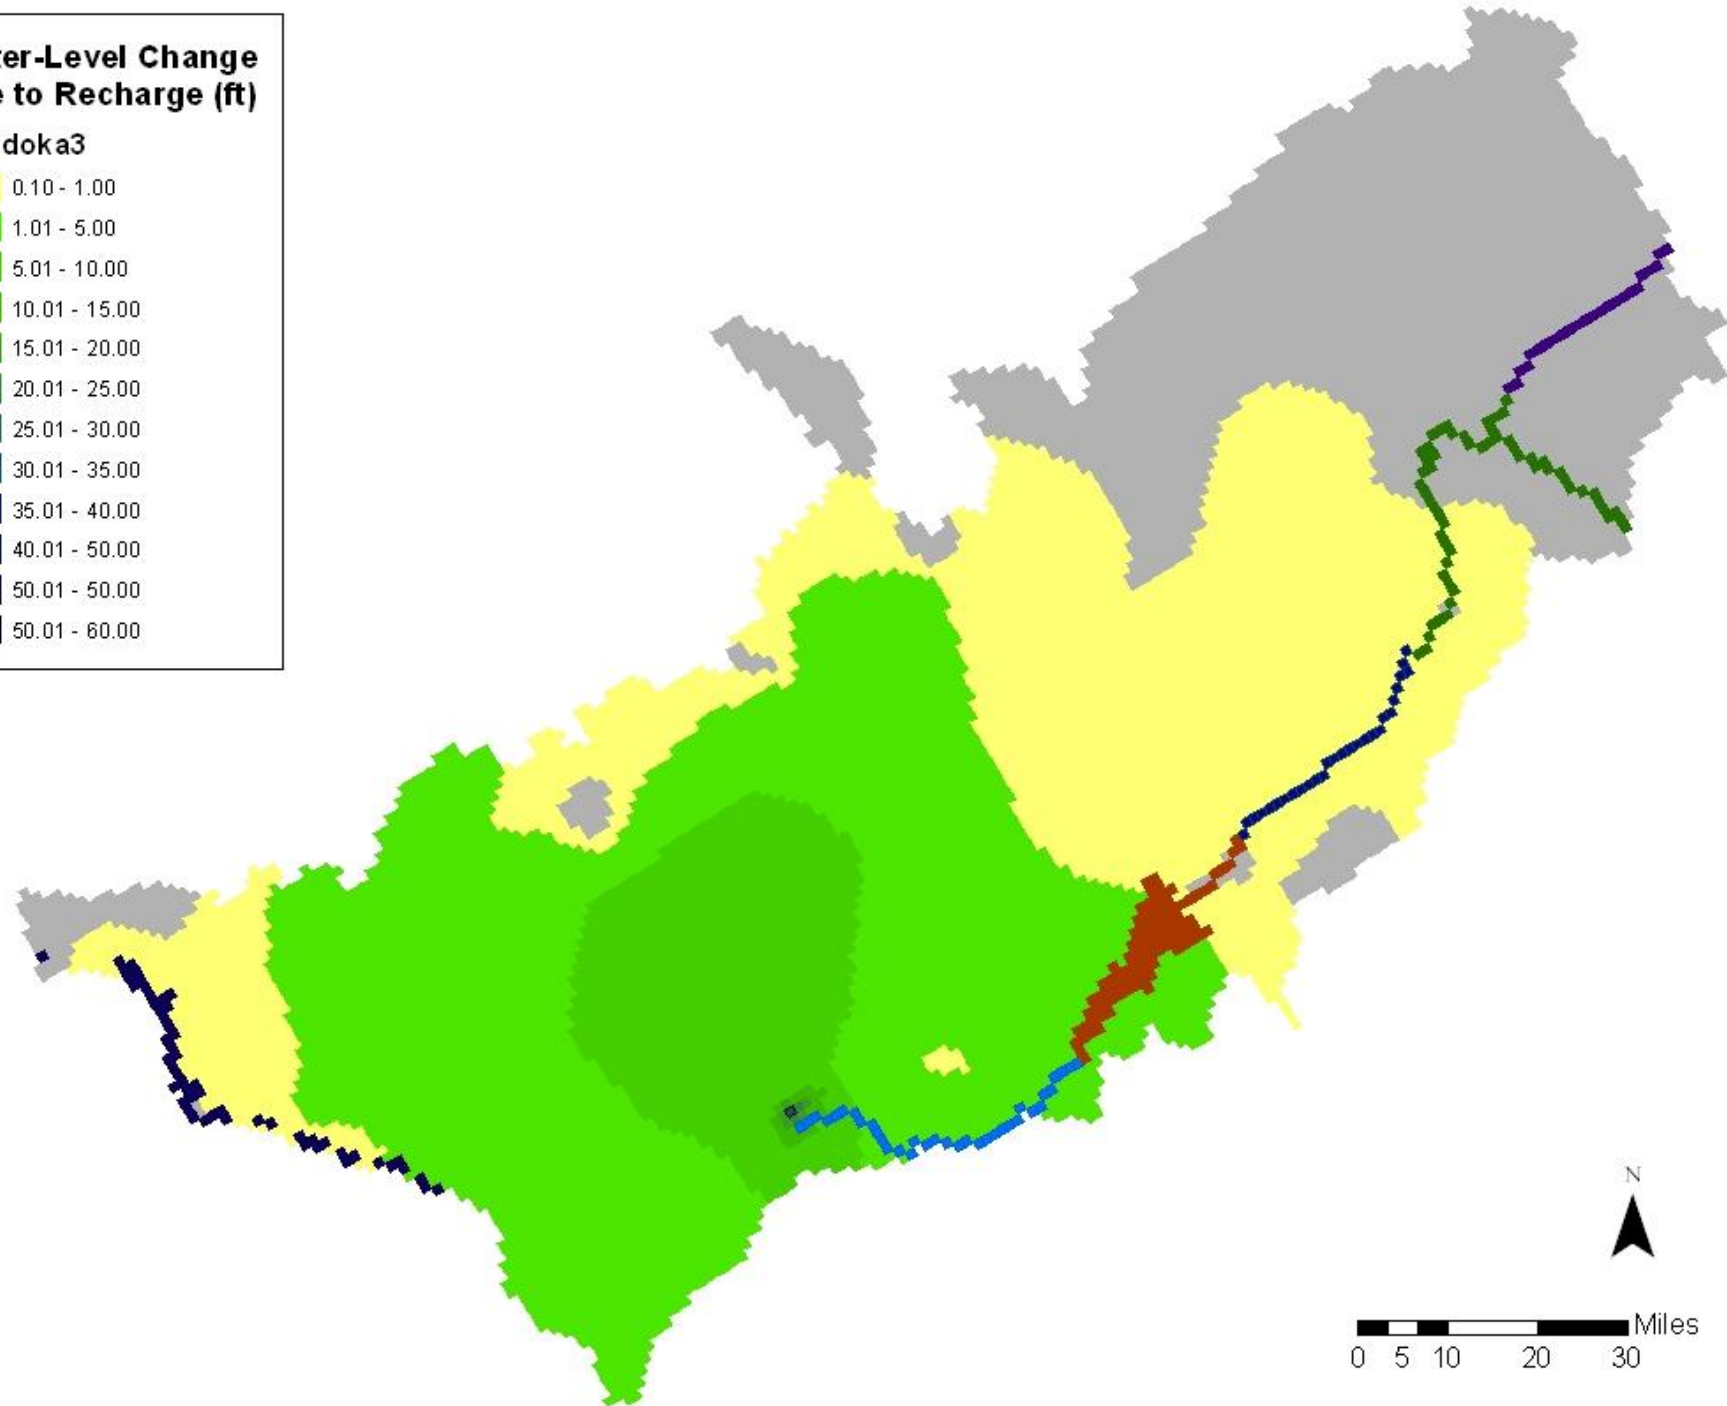 ter-Level Change
e to Recharge (ft)
doka3
0.10 - 1.00
1.01 - 5.00
5.01 - 10.00
10.01 - 15.00
15.01 - 20.00
20.01 - 25.00
25.01 - 30.00
30.01 - 35.00
35.01 - 40.00
40.01 - 50.00
50.01 - 50.00
50.01 - 60.00
N
Miles
0 5 10 20 30